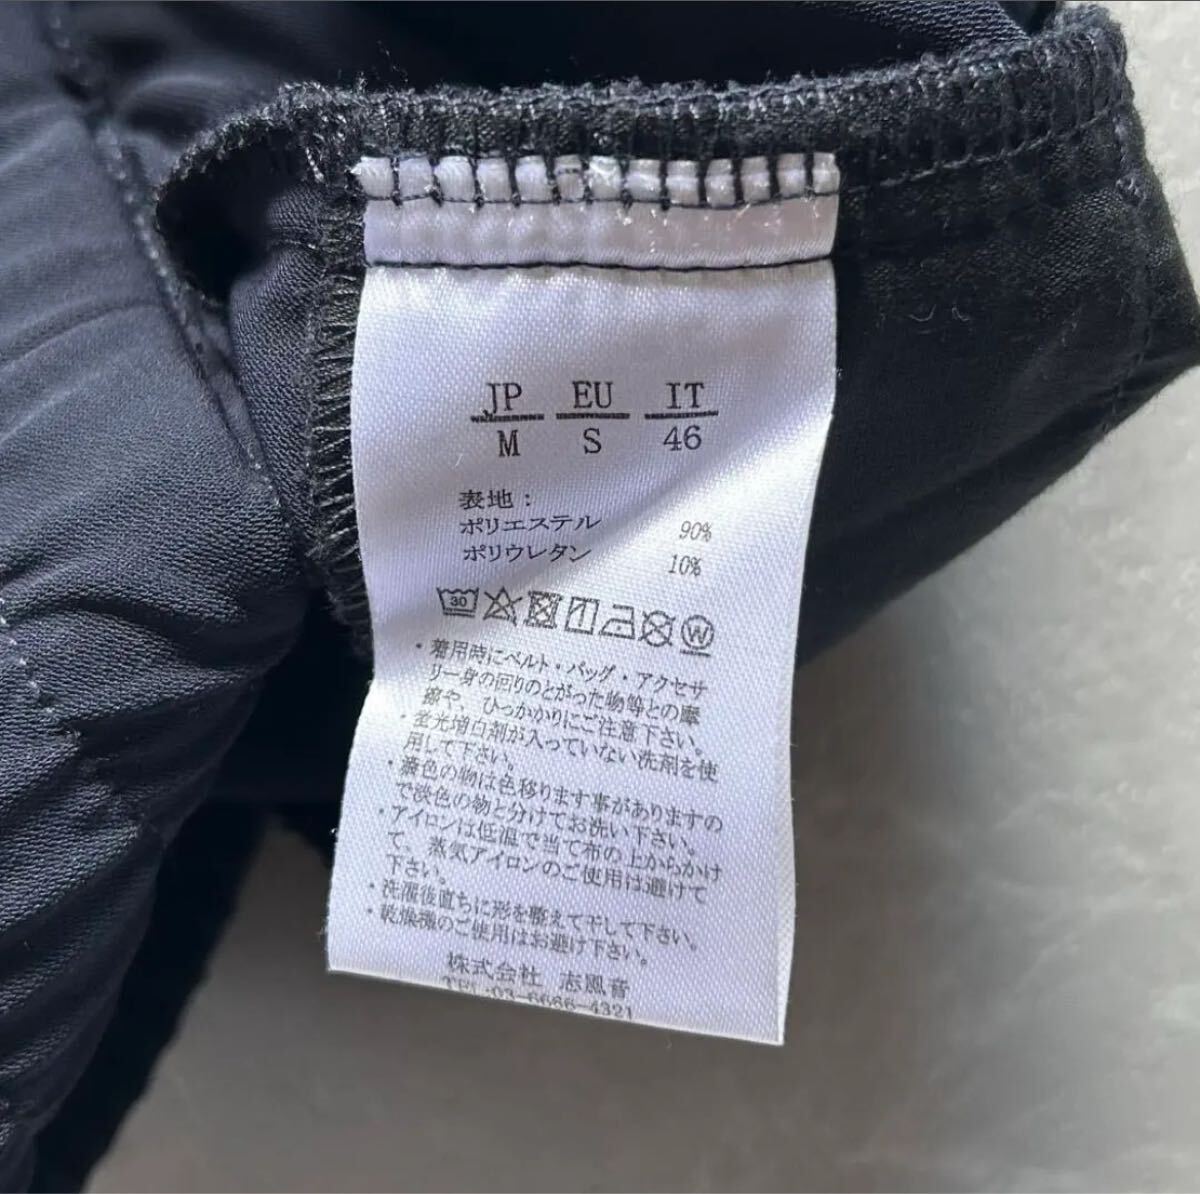 JP EU IT
M S 46
表地：
ポリエステル 90%
ポリウレタン 10%
30 W
・着用時にベルト・バッグ・アクセサ
リー身の回りのとがった物等との摩
擦や、ひっかかりにご注意下さい。
・蛍光増白剤が入っていない洗剤を使
用して下さい。
・濃色の物は色移りします事がありますの
で淡色の物と分けてお洗い下さい。
・アイロンは低温で当て布の上からかけ
て、蒸気アイロンのご使用は避けて
下さい。
・洗濯後直ちに形を整えて干して下さい。
・乾燥機のご使用はお避け下さい。
株式会社 志風音
TEL:03-6666-4321